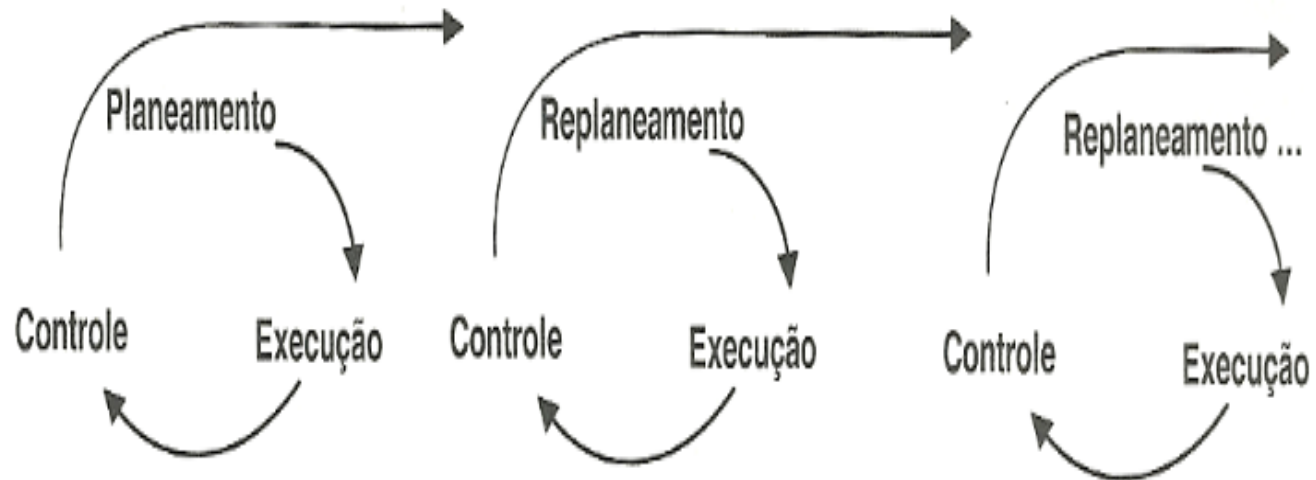 Planeamento
Execução
Controle
Replaneamento
Execução
Controle
Replaneamento ...
Execução
Controle